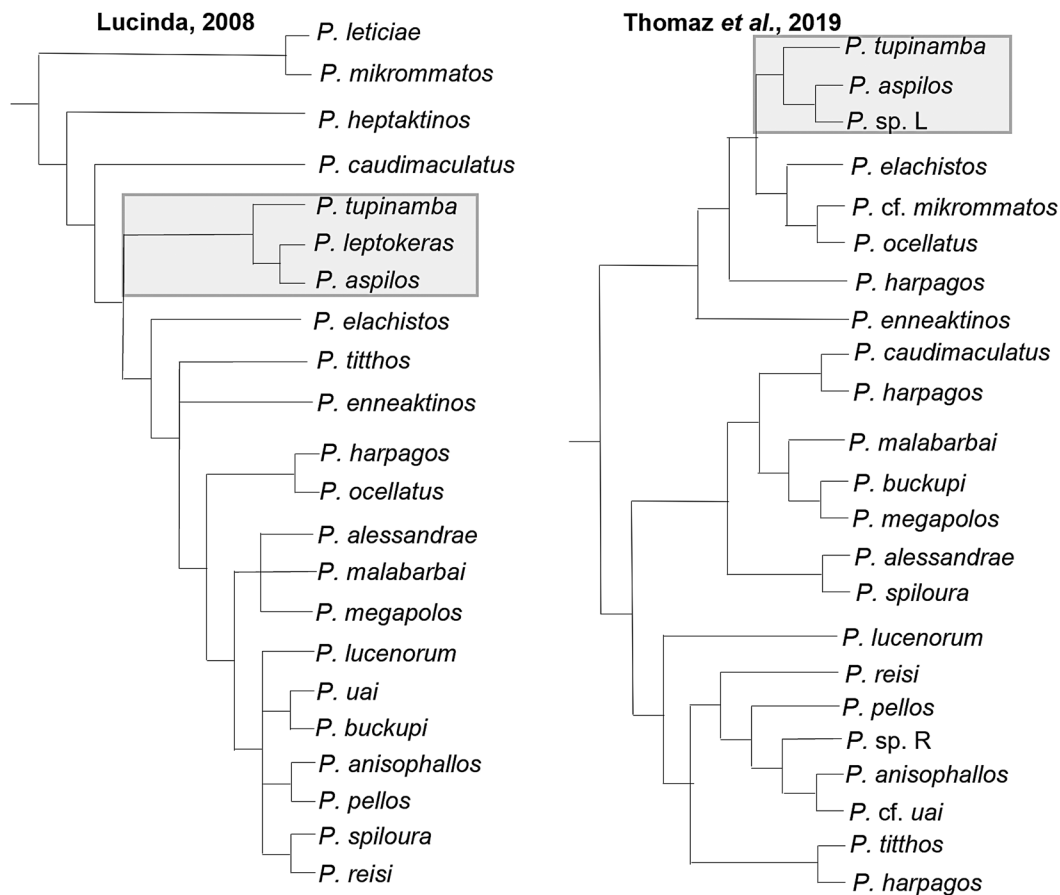 Lucinda, 2008
P. leticiae
P. mikrommatos
P. heptaktinos
P. caudimaculatus
P. tupinamba
P. leptokeras
P. aspilos
P. elachistos
P. titthos
P. enneaktinos
P. harpagos
P. ocellatus
P. alessandrae
P. malabarbai
P. megapolos
P. lucenorum
P. uai
P. buckupi
P. anisophallos
P. pellos
P. spiloura
P. reisi
Thomaz et al., 2019
P. tupinamba
P. aspilos
P. sp. L
P. elachistos
P. cf. mikrommatos
P. ocellatus
P. harpagos
P. enneaktinos
P. caudimaculatus
P. harpagos
P. malabarbai
P. buckupi
P. megapolos
P. alessandrae
P. spiloura
P. lucenorum
P. reisi
P. pellos
P. sp. R
P. anisophallos
P. cf. uai
P. titthos
P. harpagos